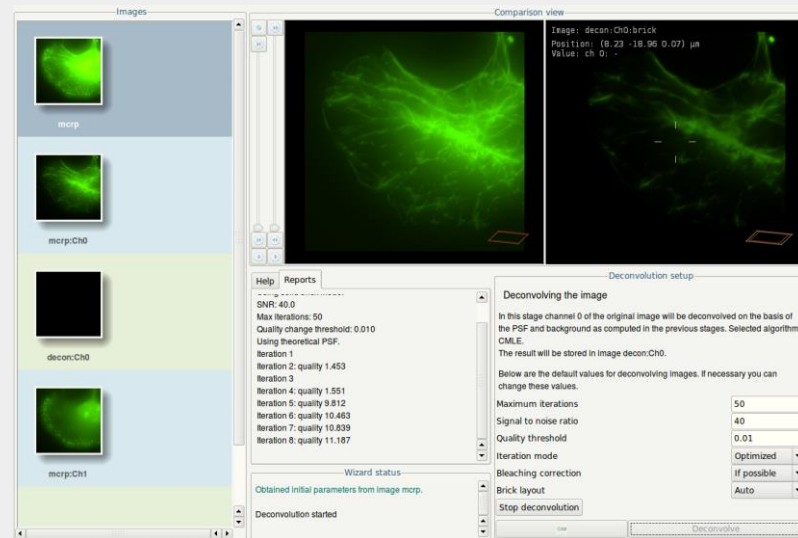 Images
mcrp
mcrp:Ch0
decon:Ch0
mcrp:Ch1
Comparison view
Image: decon:Ch0:brick
Position: (8.23 -18.96 0.07) µm
Value: ch 0: -
Help
Reports
SNR: 40.0
Max iterations: 50
Quality change threshold: 0.010
Using theoretical PSF.
Iteration 1
Iteration 2: quality 1.453
Iteration 3
Iteration 4: quality 1.551
Iteration 5: quality 9.812
Iteration 6: quality 10.463
Iteration 7: quality 10.839
Iteration 8: quality 11.187
Wizard status
Obtained initial parameters from image mcrp.
Deconvolution started
Deconvolution setup
Deconvolving the image
In this stage channel 0 of the original image will be deconvolved on the basis of
the PSF and background as computed in the previous stages. Selected algorithm
CMLE.
The result will be stored in image decon:Ch0.
Below are the default values for deconvolving images. If necessary you can
change these values.
Maximum iterations 50
Signal to noise ratio 40
Quality threshold 0.01
Iteration mode Optimized
Bleaching correction If possible
Brick layout Auto
Stop deconvolution
Deconvolve